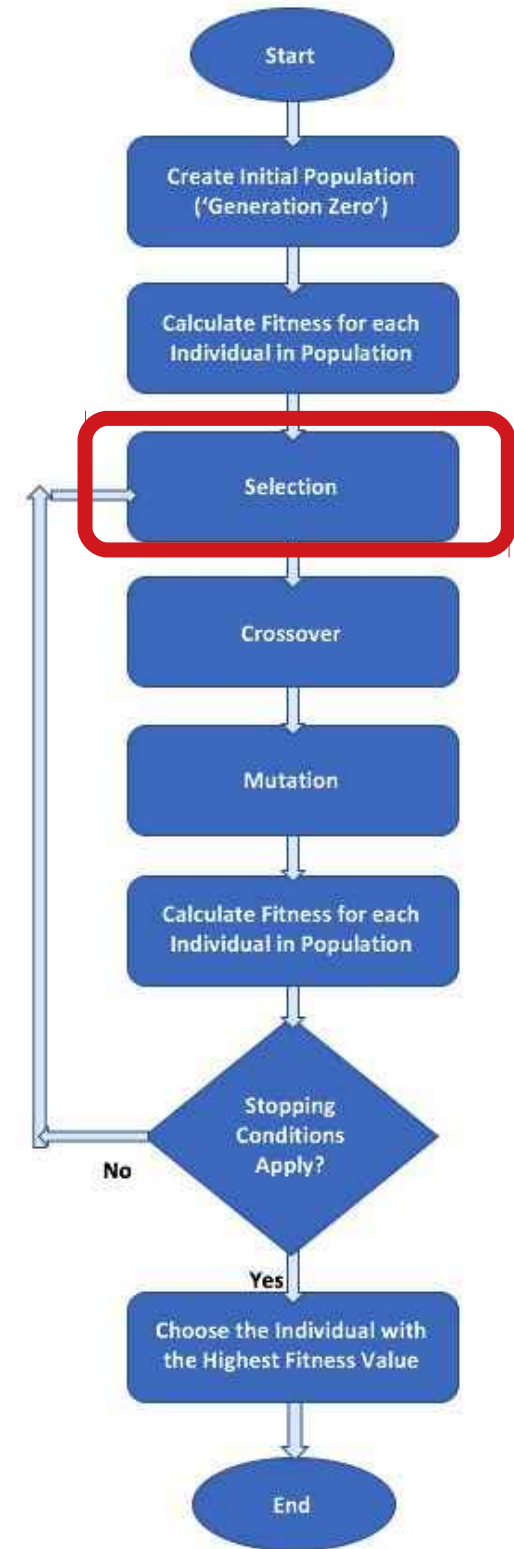 Start
Create Initial Population
(‘Generation Zero’)
Calculate Fitness for each
Individual in Population
Selection
Crossover
Mutation
Calculate Fitness for each
Individual in Population
Stopping
Conditions
Apply?
No
Yes
Choose the Individual with
the Highest Fitness Value
End